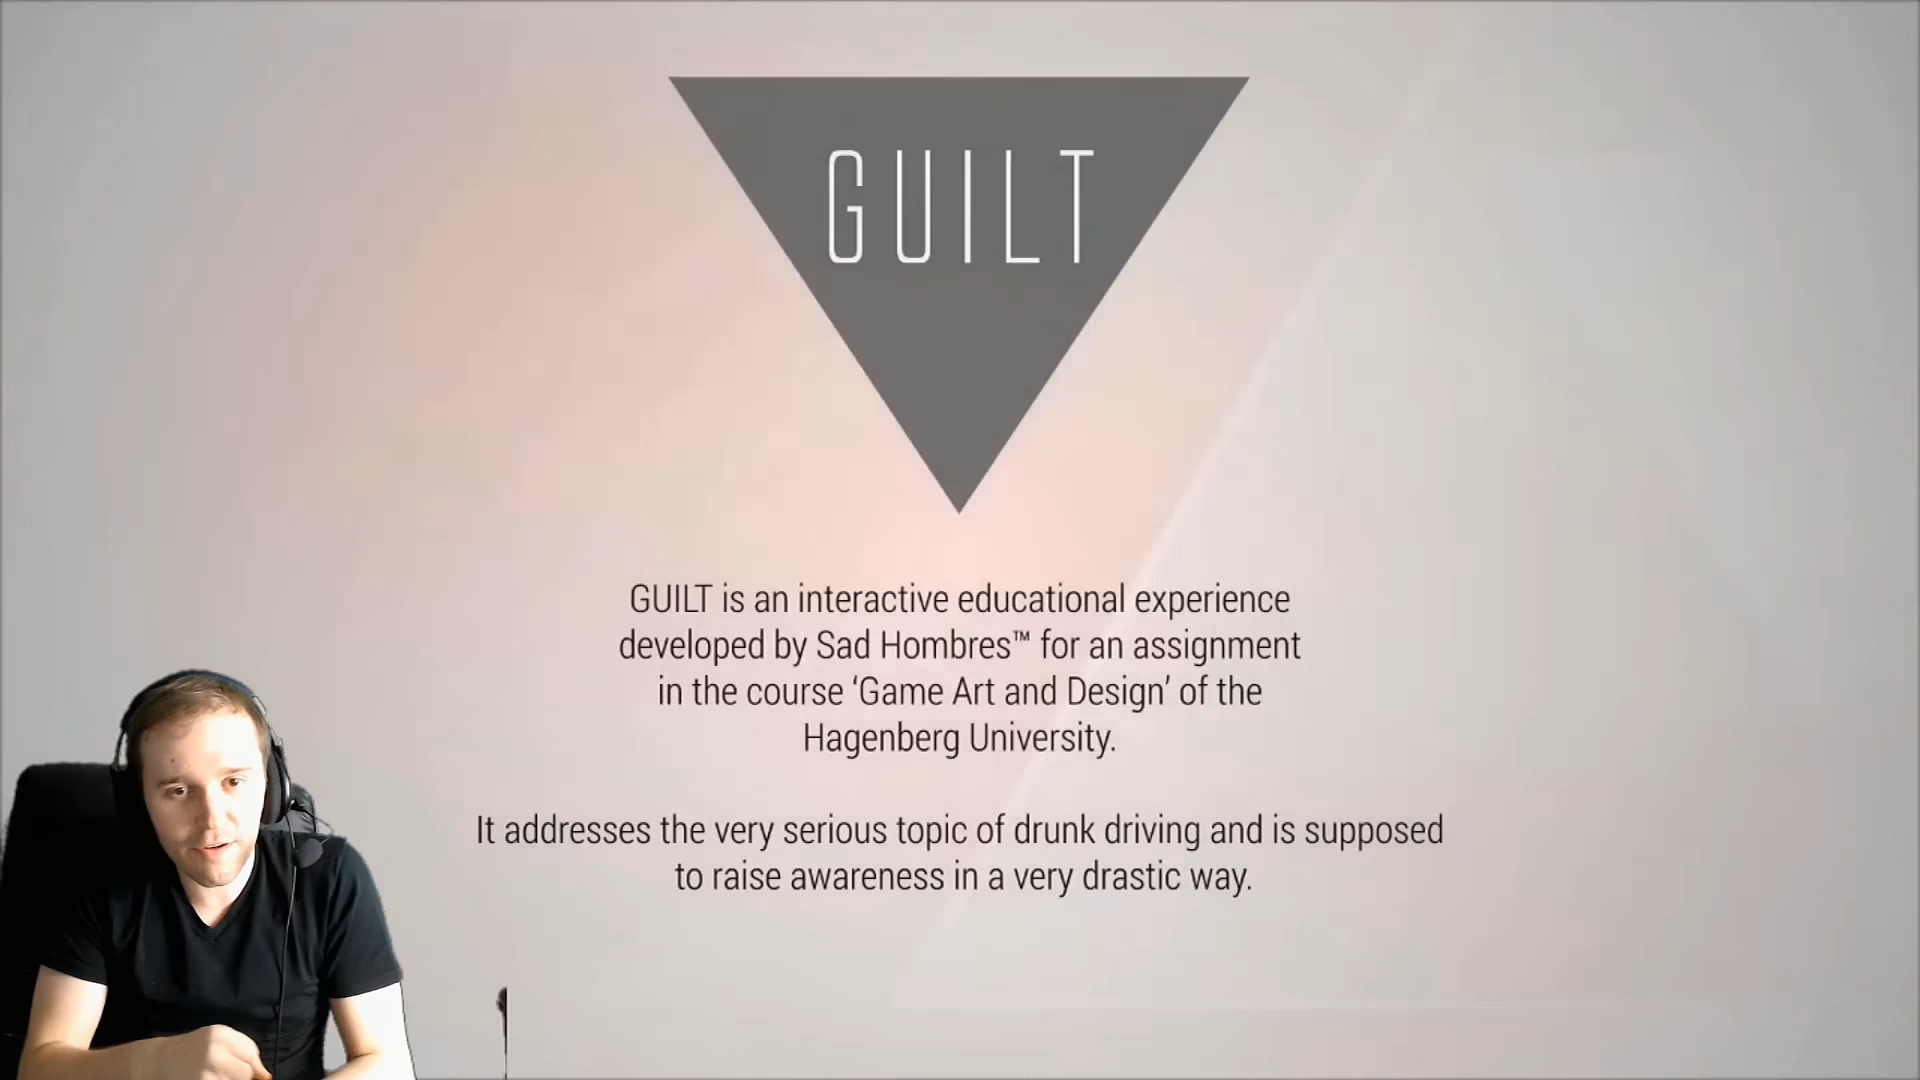 GUILT
GUILT is an interactive educational experience
developed by Sad Hombres™ for an assignment
in the course ‘Game Art and Design’ of the
Hagenberg University.
It addresses the very serious topic of drunk driving and is supposed
to raise awareness in a very drastic way.